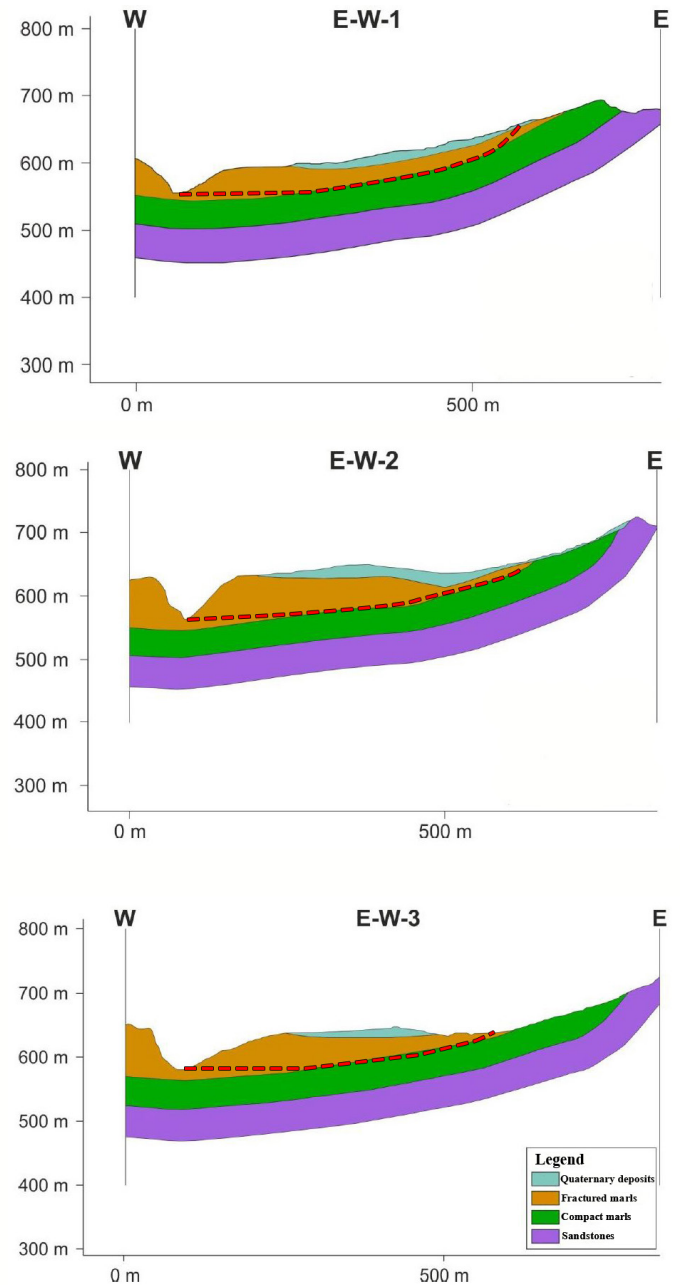 W E-W-1 E
800 m
700 m
600 m
500 m
400 m
300 m
0 m 500 m
W E-W-2 E
800 m
700 m
600 m
500 m
400 m
300 m
0 m 500 m
W E-W-3 E
800 m
700 m
600 m
500 m
400 m
300 m
0 m 500 m
Legend
Quaternary deposits
Fractured marls
Compact marls
Sandstones